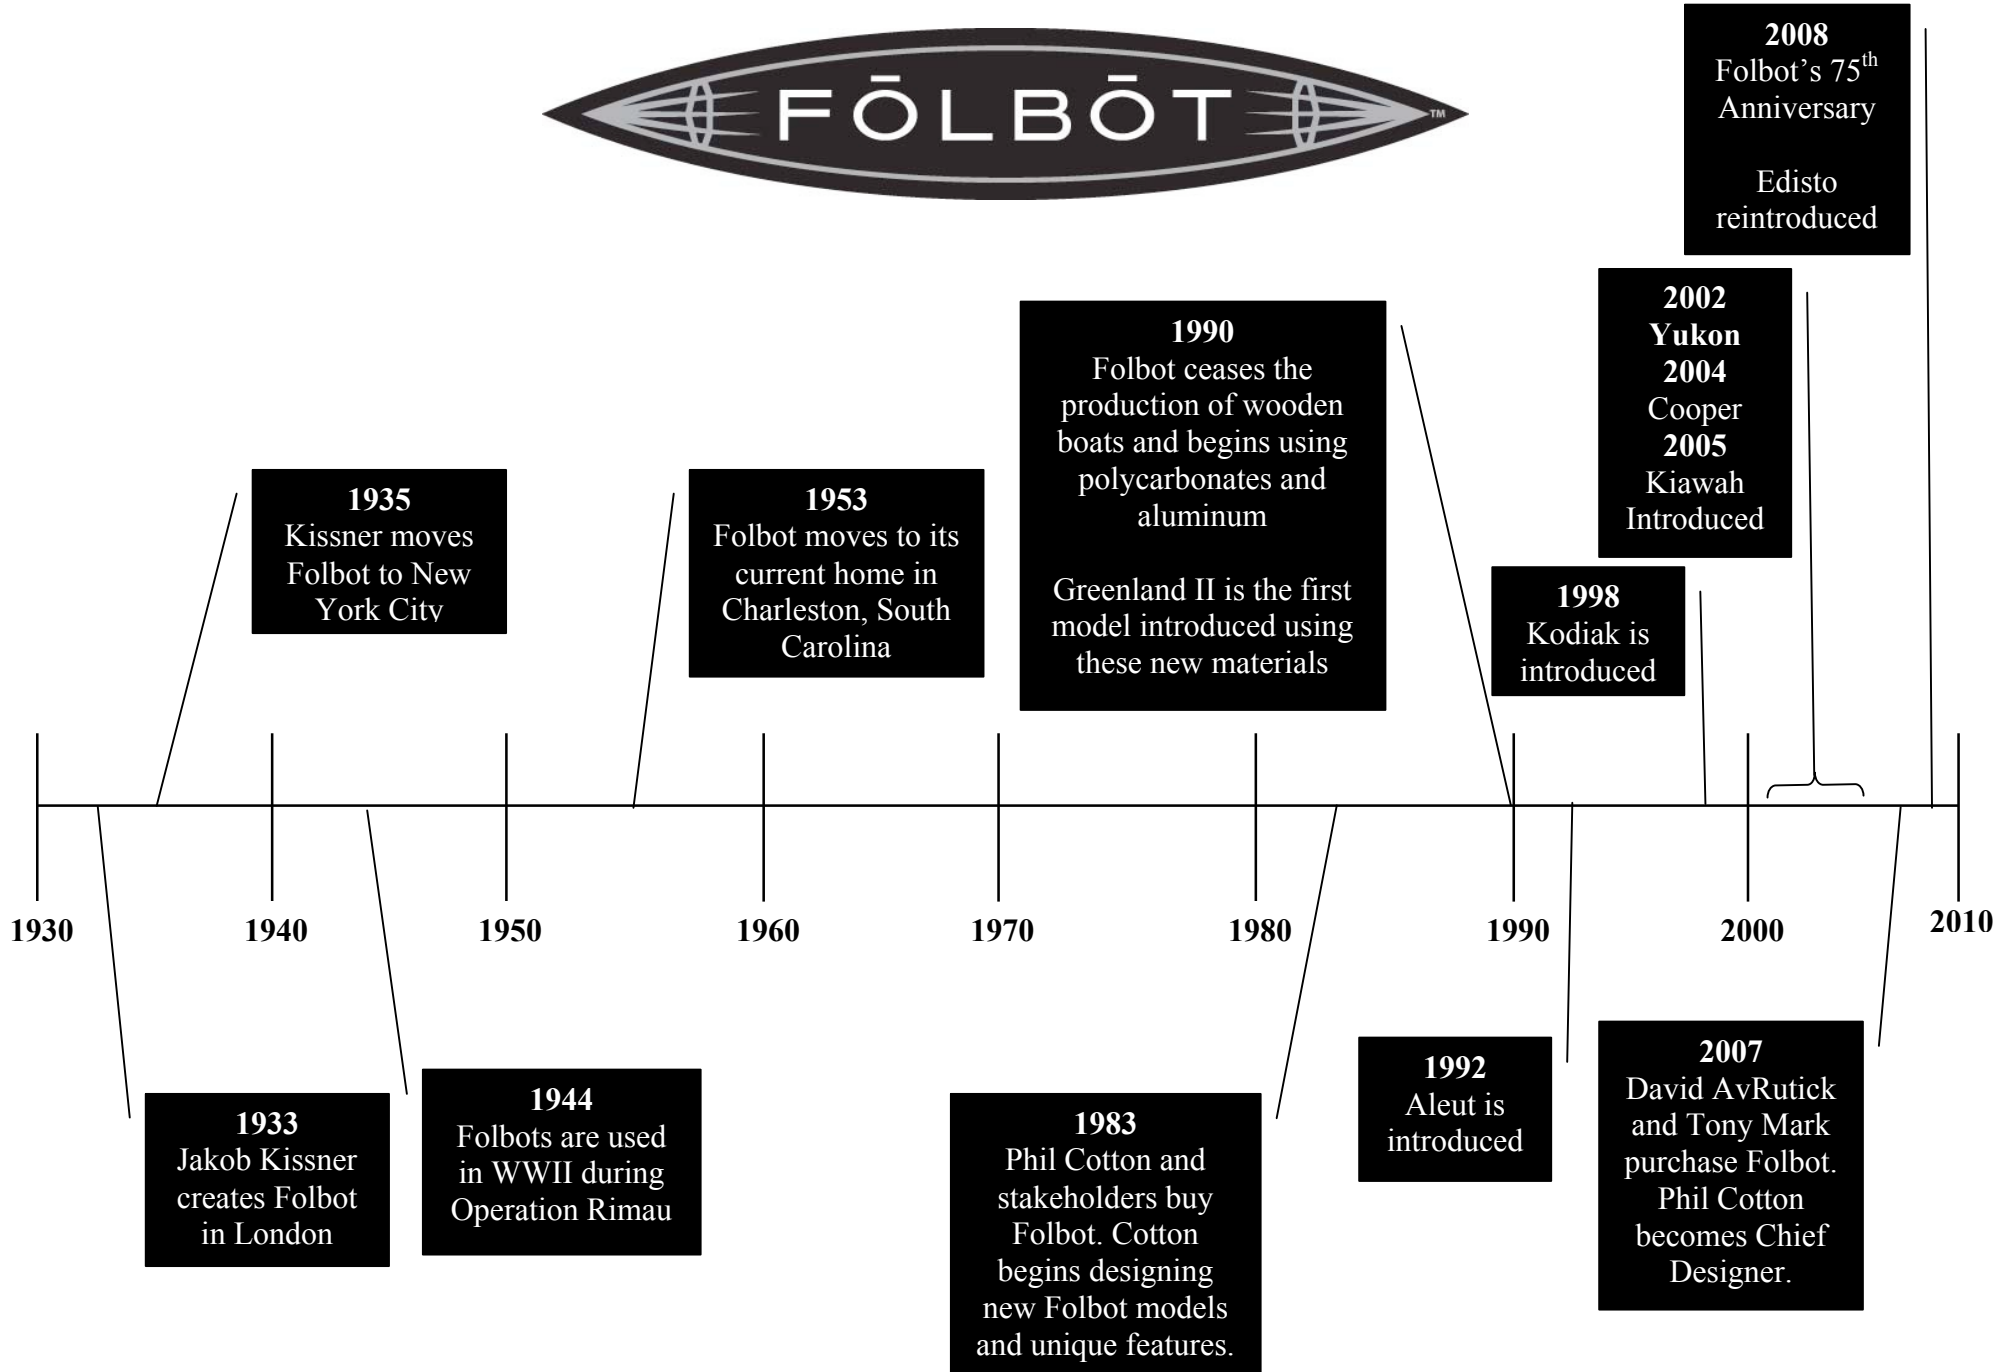 FŌLBŌT
TM
2008
Folbot's 75th
Anniversary
Edisto
reintroduced
2002
Yukon
2004
Cooper
2005
Kiawah
Introduced
1990
Folbot ceases the
production of wooden
boats and begins using
polycarbonates and
aluminum
Greenland II is the first
model introduced using
these new materials
1935
Kissner moves
Folbot to New
York City
1953
Folbot moves to its
current home in
Charleston, South
Carolina
1998
Kodiak is
introduced
1930
1940
1950
1960
1970
1980
1990
2000
2010
1933
Jakob Kissner
creates Folbot
in London
1944
Folbots are used
in WWII during
Operation Rimau
1983
Phil Cotton and
stakeholders buy
Folbot. Cotton
begins designing
new Folbot models
and unique features.
1992
Aleut is
introduced
2007
David AvRutick
and Tony Mark
purchase Folbot.
Phil Cotton
becomes Chief
Designer.